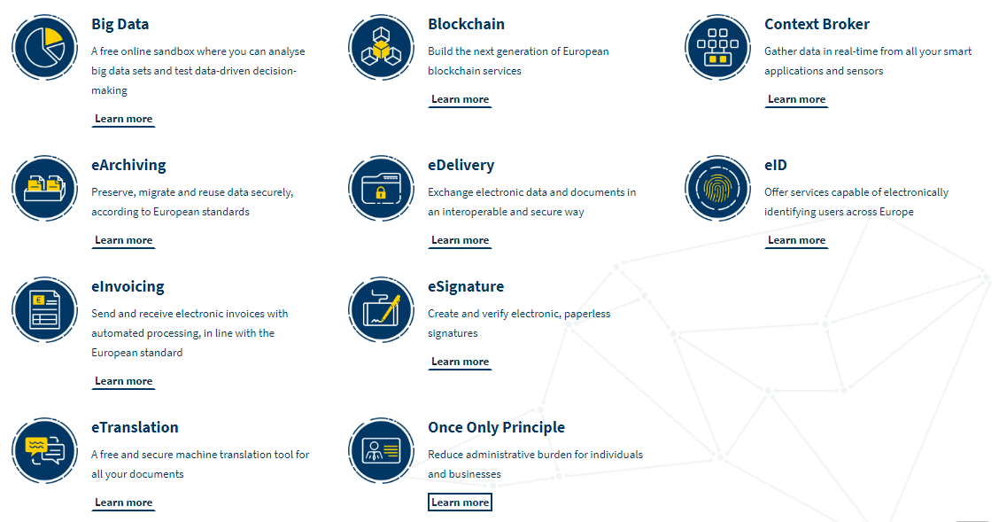 Big Data
A free online sandbox where you can analyse
big data sets and test data-driven decision-
making
Learn more
Blockchain
Build the next generation of European
blockchain services
Learn more
Context Broker
Gather data in real-time from all your smart
applications and sensors
Learn more
eArchiving
Preserve, migrate and reuse data securely,
according to European standards
Learn more
eDelivery
Exchange electronic data and documents in
an interoperable and secure way
Learn more
eID
Offer services capable of electronically
identifying users across Europe
Learn more
€
eInvoicing
Send and receive electronic invoices with
automated processing, in line with the
European standard
Learn more
eSignature
Create and verify electronic, paperless
signatures
Learn more
eTranslation
A free and secure machine translation tool for
all your documents
Learn more
Once Only Principle
Reduce administrative burden for individuals
and businesses
Learn more